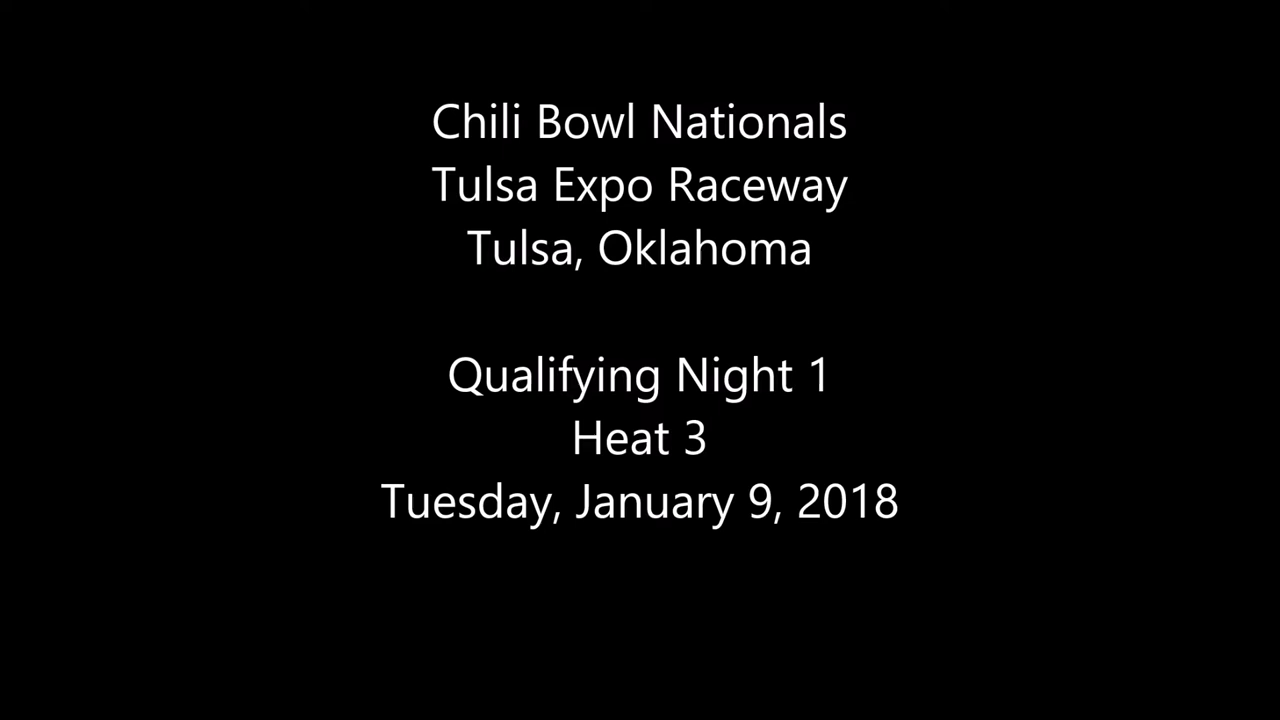 Chili Bowl Nationals
Tulsa Expo Raceway
Tulsa, Oklahoma
Qualifying Night 1
Heat 3
Tuesday, January 9, 2018